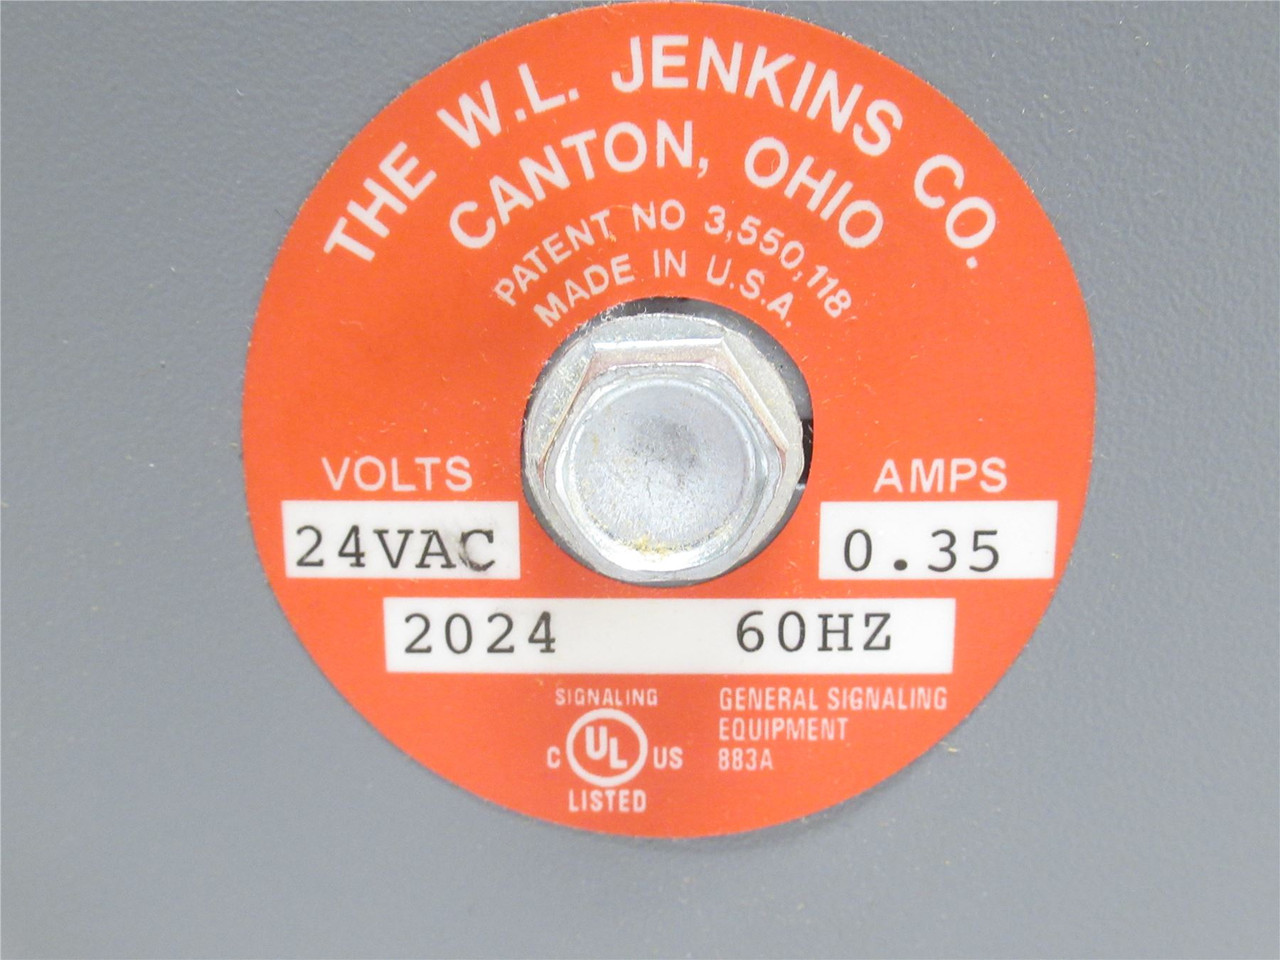 THE W.L. JENKINS CO.
CANTON, OHIO
PATENT NO 3,550,118
MADE IN U.S.A.
VOLTS
24VAC
AMPS
0.35
2024 60HZ
SIGNALING
C UL US
LISTED
GENERAL SIGNALING
EQUIPMENT
883A